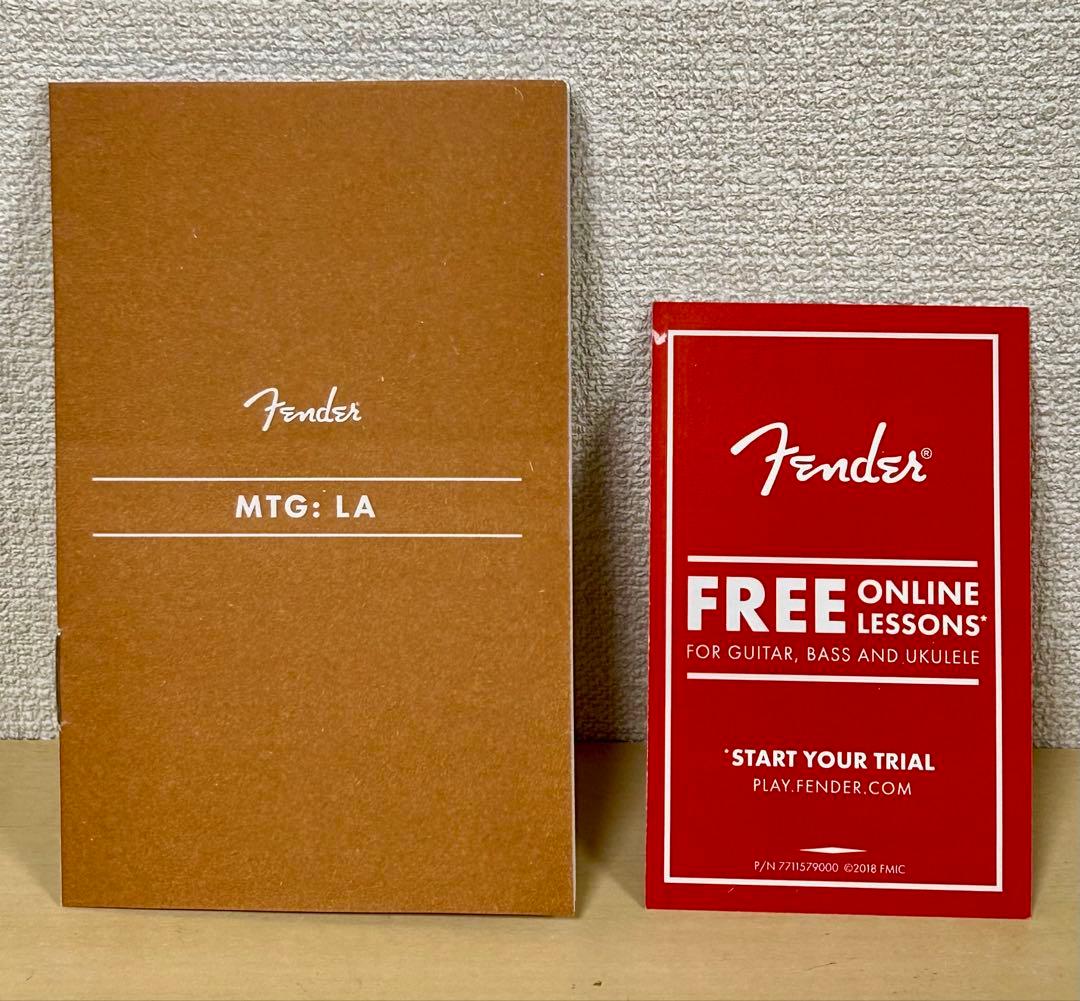 Fender
MTG: LA
Fender®
FREE ONLINE LESSONS*
FOR GUITAR, BASS AND UKULELE
*START YOUR TRIAL
PLAY.FENDER.COM
P/N 7711579000 ©2018 FMIC